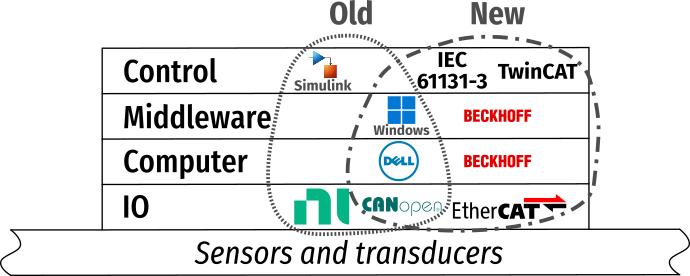 Old New
Control Simulink IEC 61131-3 TwinCAT
Middleware Windows BECKHOFF
Computer DELL BECKHOFF
IO ni CANopen EtherCAT
Sensors and transducers